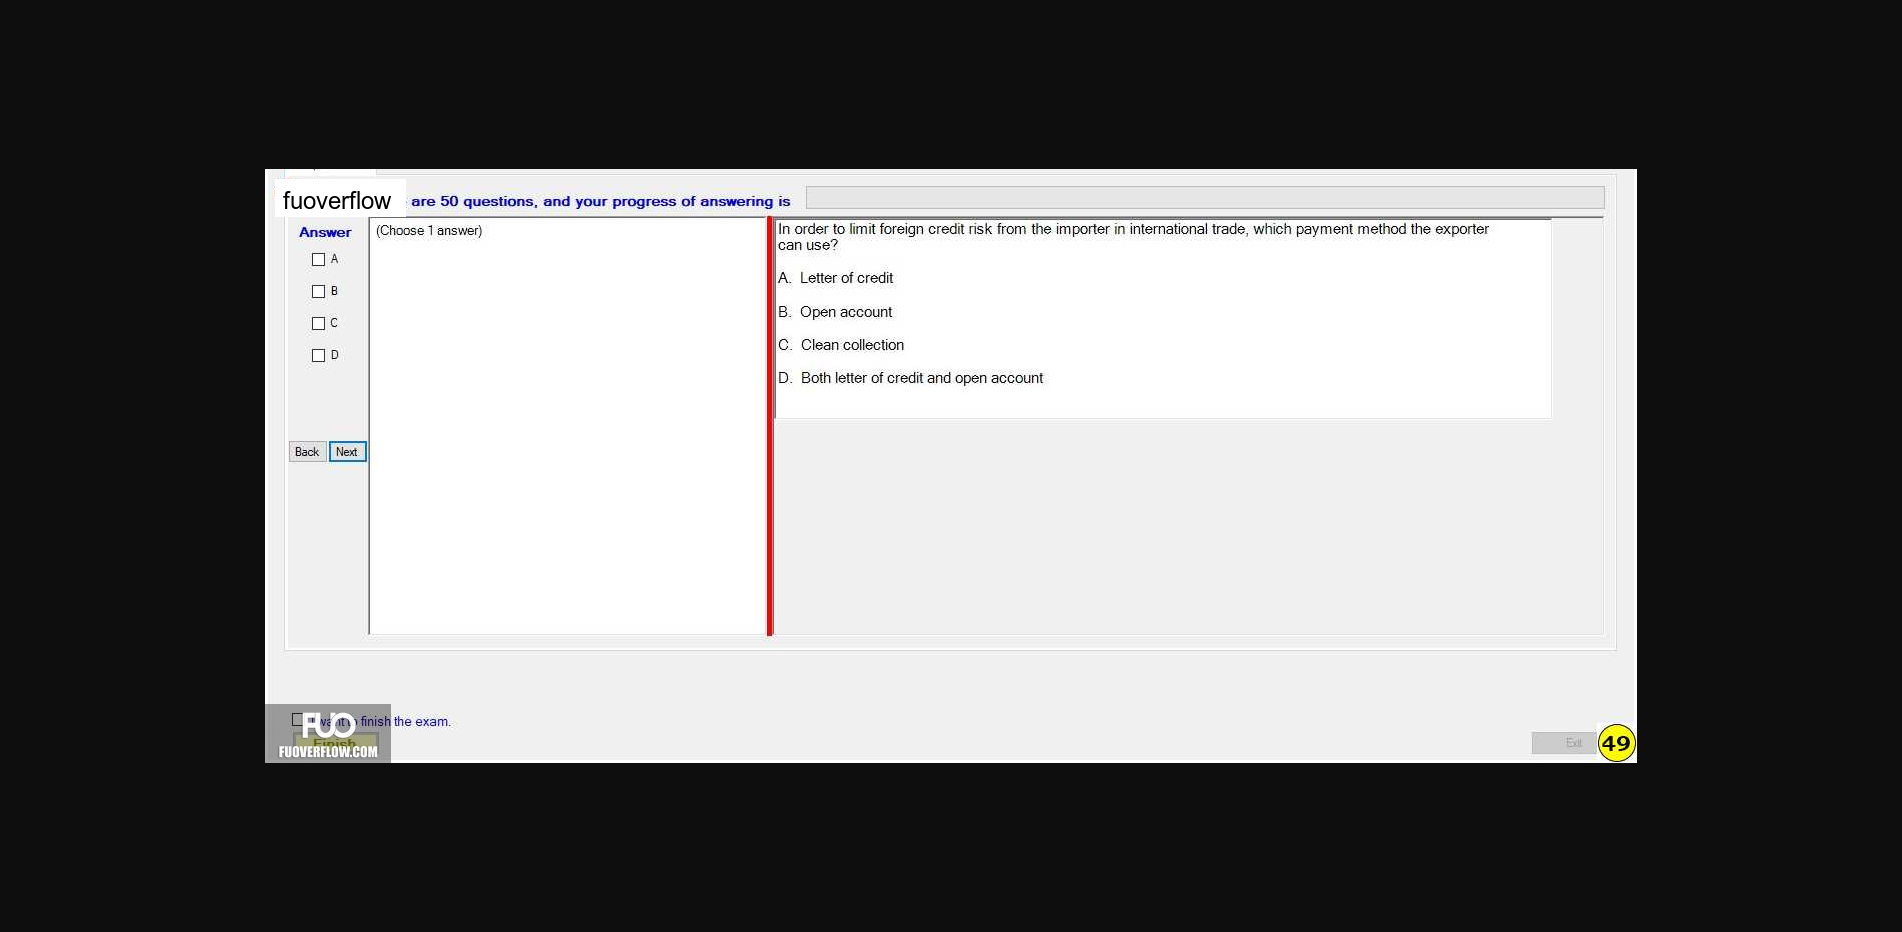 fuoverflow are 50 questions, and your progress of answering is
Answer
A
B
C
D
Back Next
(Choose 1 answer)
In order to limit foreign credit risk from the importer in international trade, which payment method the exporter
can use?
A. Letter of credit
B. Open account
C. Clean collection
D. Both letter of credit and open account
I want to finish the exam.
Finish
FUO
FUOVERFLOW.COM
Exit
49